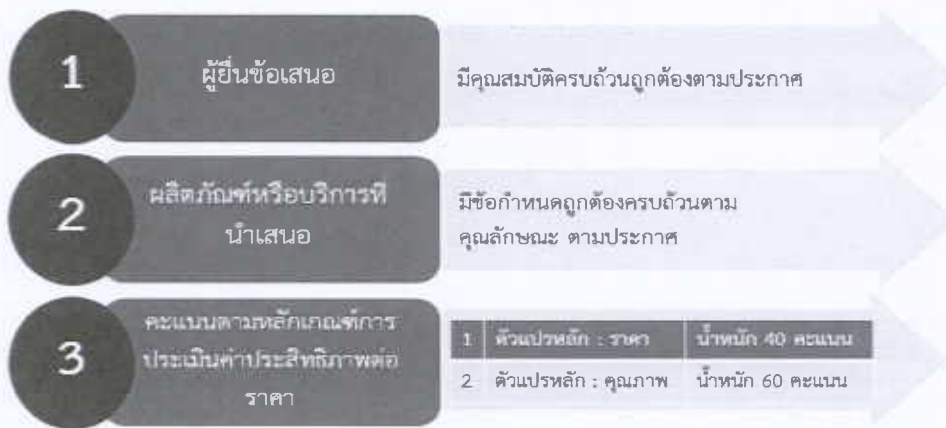 1
ผู้ยื่นข้อเสนอ
มีคุณสมบัติครบถ้วนถูกต้องตามประกาศ
2
ผลิตภัณฑ์หรือบริการที่
นำเสนอ
มีข้อกำหนดถูกต้องครบถ้วนตาม
คุณลักษณะ ตามประกาศ
3
คะแนนตามหลักเกณฑ์การ
ประเมินค่าประสิทธิภาพต่อ
ราคา
1 ตัวแปรหลัก : ราคา น้ำหนัก 40 คะแนน
2 ตัวแปรหลัก : คุณภาพ น้ำหนัก 60 คะแนน